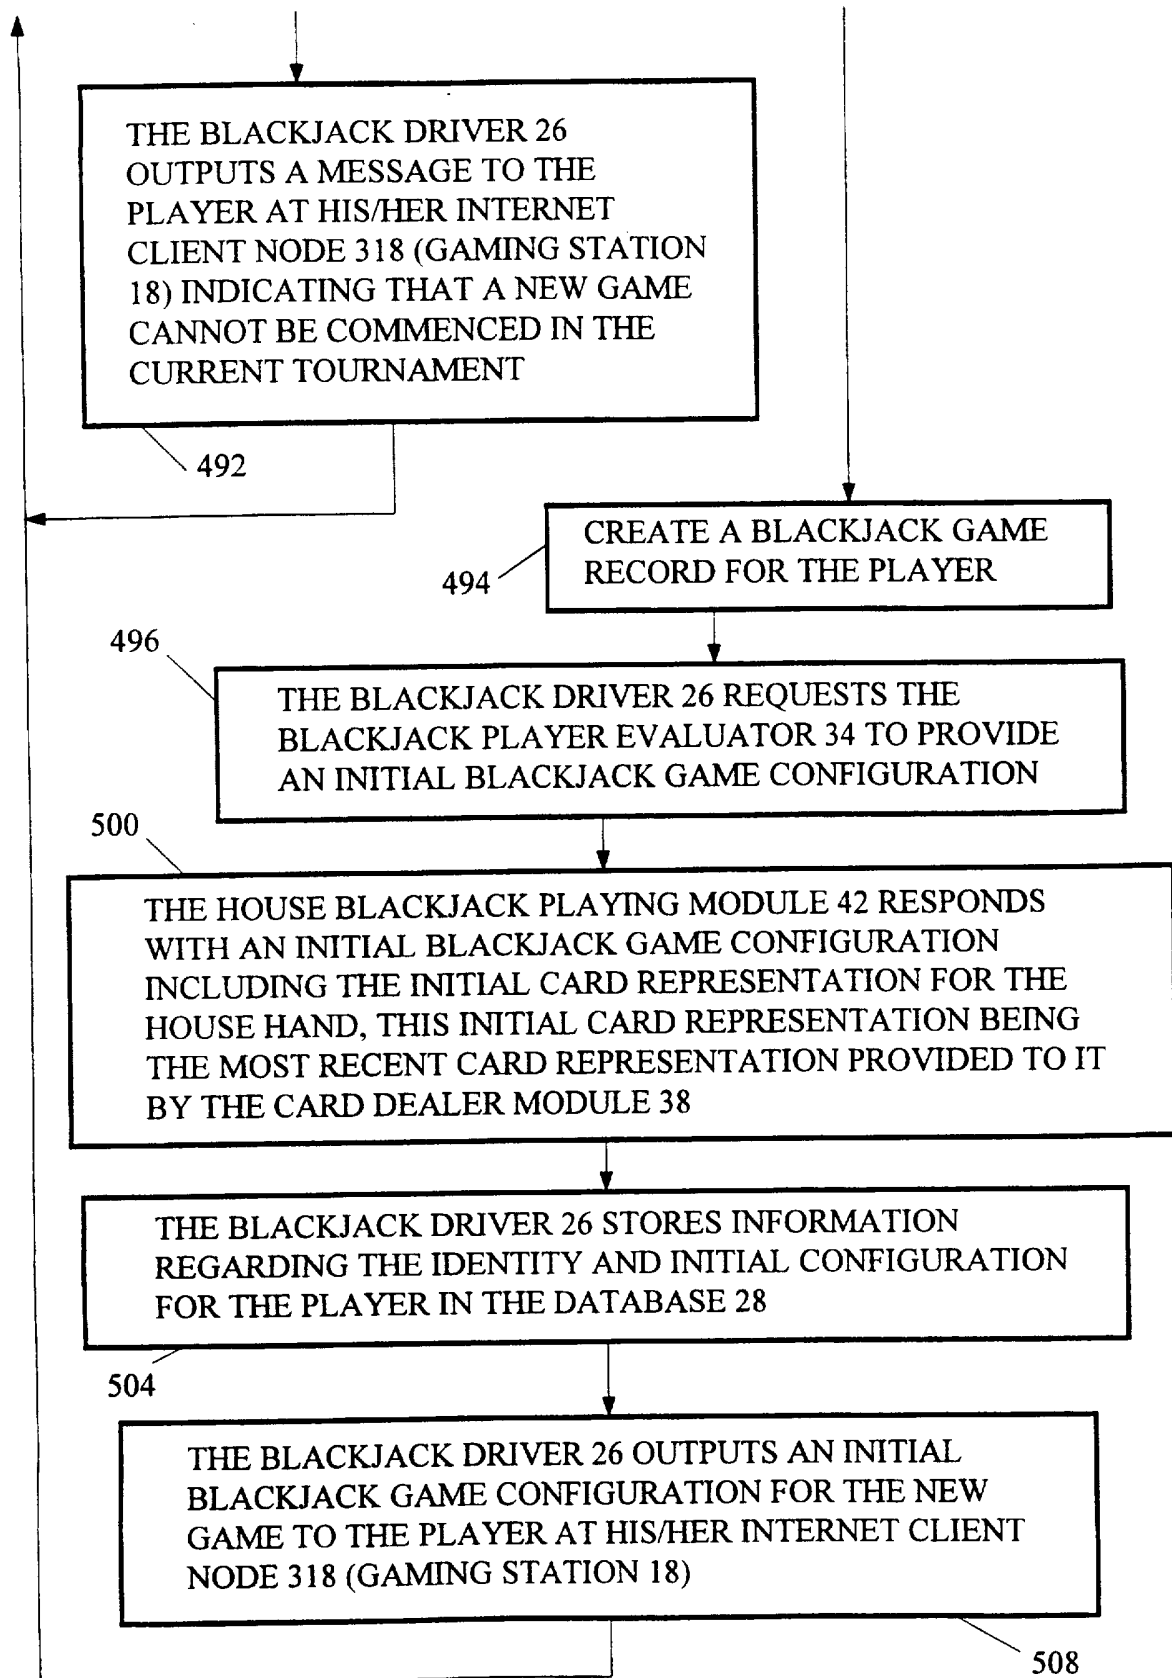 THE BLACKJACK DRIVER 26
OUTPUTS A MESSAGE TO THE
PLAYER AT HIS/HER INTERNET
CLIENT NODE 318 (GAMING STATION
18) INDICATING THAT A NEW GAME
CANNOT BE COMMENCED IN THE
CURRENT TOURNAMENT
492
CREATE A BLACKJACK GAME
RECORD FOR THE PLAYER
494
496
THE BLACKJACK DRIVER 26 REQUESTS THE
BLACKJACK PLAYER EVALUATOR 34 TO PROVIDE
AN INITIAL BLACKJACK GAME CONFIGURATION
500
THE HOUSE BLACKJACK PLAYING MODULE 42 RESPONDS
WITH AN INITIAL BLACKJACK GAME CONFIGURATION
INCLUDING THE INITIAL CARD REPRESENTATION FOR THE
HOUSE HAND, THIS INITIAL CARD REPRESENTATION BEING
THE MOST RECENT CARD REPRESENTATION PROVIDED TO IT
BY THE CARD DEALER MODULE 38
THE BLACKJACK DRIVER 26 STORES INFORMATION
REGARDING THE IDENTITY AND INITIAL CONFIGURATION
FOR THE PLAYER IN THE DATABASE 28
504
THE BLACKJACK DRIVER 26 OUTPUTS AN INITIAL
BLACKJACK GAME CONFIGURATION FOR THE NEW
GAME TO THE PLAYER AT HIS/HER INTERNET CLIENT
NODE 318 (GAMING STATION 18)
508